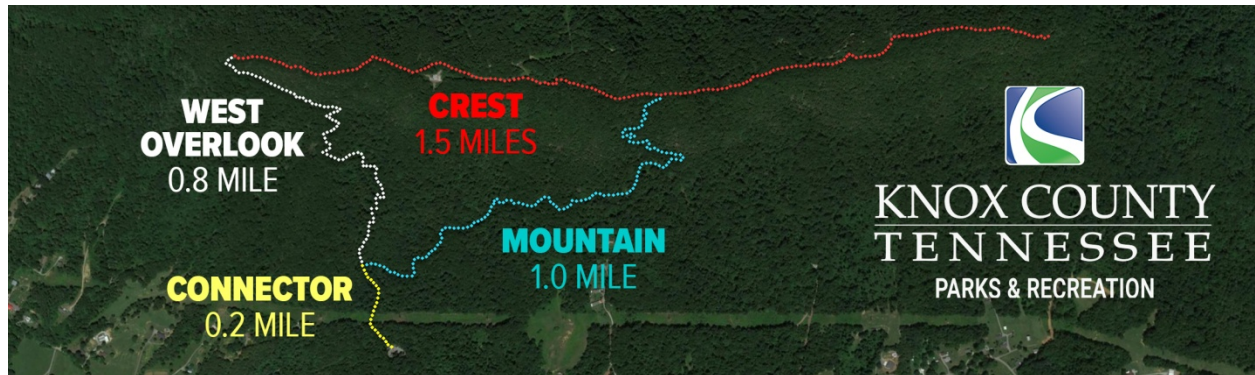 WEST
OVERLOOK
0.8 MILE
CREST
1.5 MILES
MOUNTAIN
1.0 MILE
CONNECTOR
0.2 MILE
KNOX COUNTY
TENNESSEE
PARKS & RECREATION